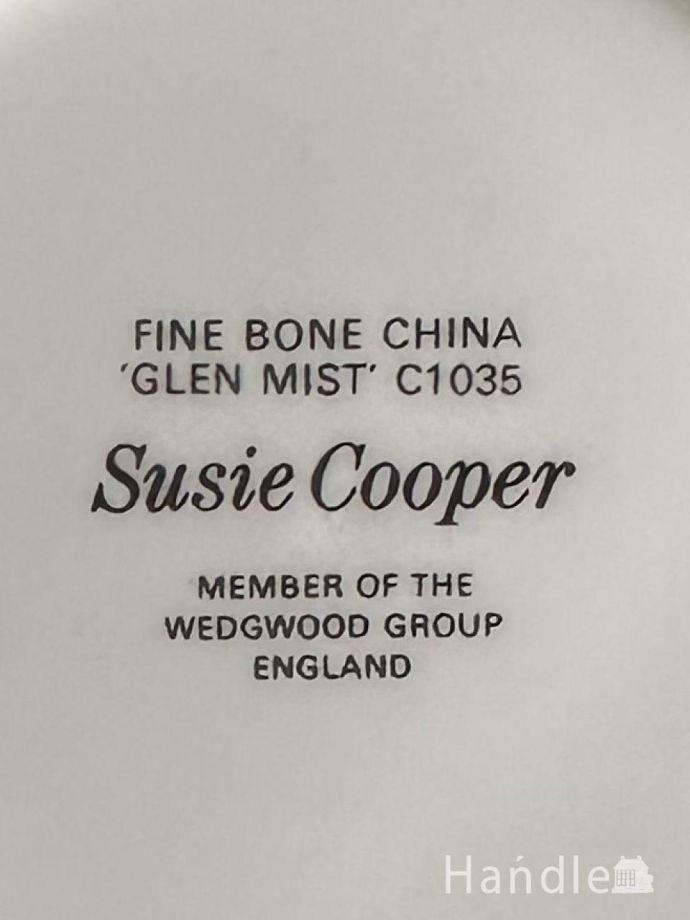 FINE BONE CHINA
'GLEN MIST' C1035
Susie Cooper
MEMBER OF THE
WEDGWOOD GROUP
ENGLAND
Handle